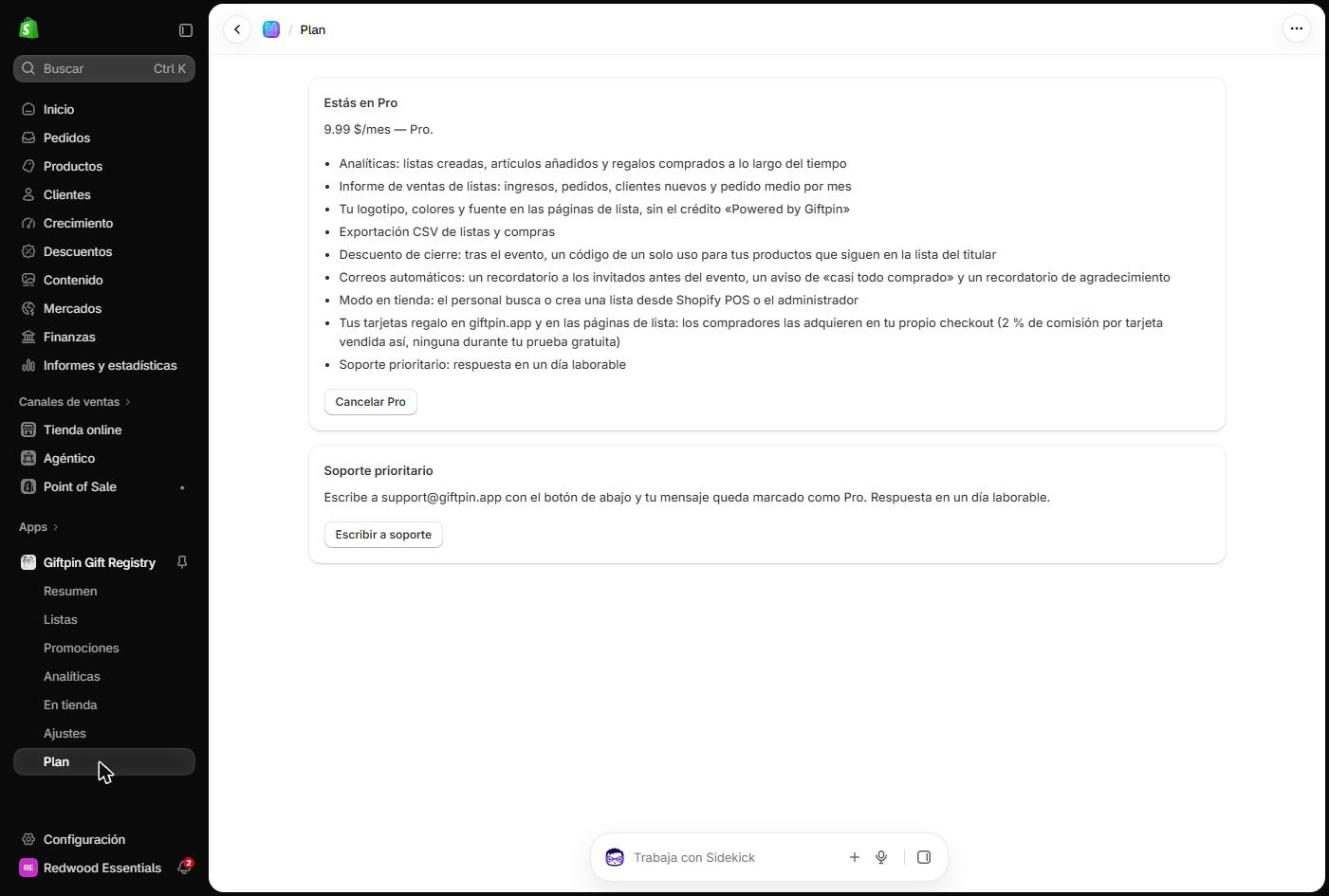 Buscar
Ctrl K
Inicio
Pedidos
Productos
Clientes
Crecimiento
Descuentos
Contenido
Mercados
Finanzas
Informes y estadísticas
Canales de ventas
Tienda online
Agéntico
Point of Sale
Apps
Giftpin Gift Registry
Resumen
Listas
Promociones
Analíticas
En tienda
Ajustes
Plan
Configuración
RE
Redwood Essentials
2
/ Plan
Estás en Pro
9.99 $/mes — Pro.
• Analíticas: listas creadas, artículos añadidos y regalos comprados a lo largo del tiempo
• Informe de ventas de listas: ingresos, pedidos, clientes nuevos y pedido medio por mes
• Tu logotipo, colores y fuente en las páginas de lista, sin el crédito «Powered by Giftpin»
• Exportación CSV de listas y compras
• Descuento de cierre: tras el evento, un código de un solo uso para tus productos que siguen en la lista del titular
• Correos automáticos: un recordatorio a los invitados antes del evento, un aviso de «casi todo comprado» y un recordatorio de agradecimiento
• Modo en tienda: el personal busca o crea una lista desde Shopify POS o el administrador
• Tus tarjetas regalo en giftpin.app y en las páginas de lista: los compradores las adquieren en tu propio checkout (2 % de comisión por tarjeta
vendida así, ninguna durante tu prueba gratuita)
• Soporte prioritario: respuesta en un día laborable
Cancelar Pro
Soporte prioritario
Escribe a support@giftpin.app con el botón de abajo y tu mensaje queda marcado como Pro. Respuesta en un día laborable.
Escribir a soporte
Trabaja con Sidekick